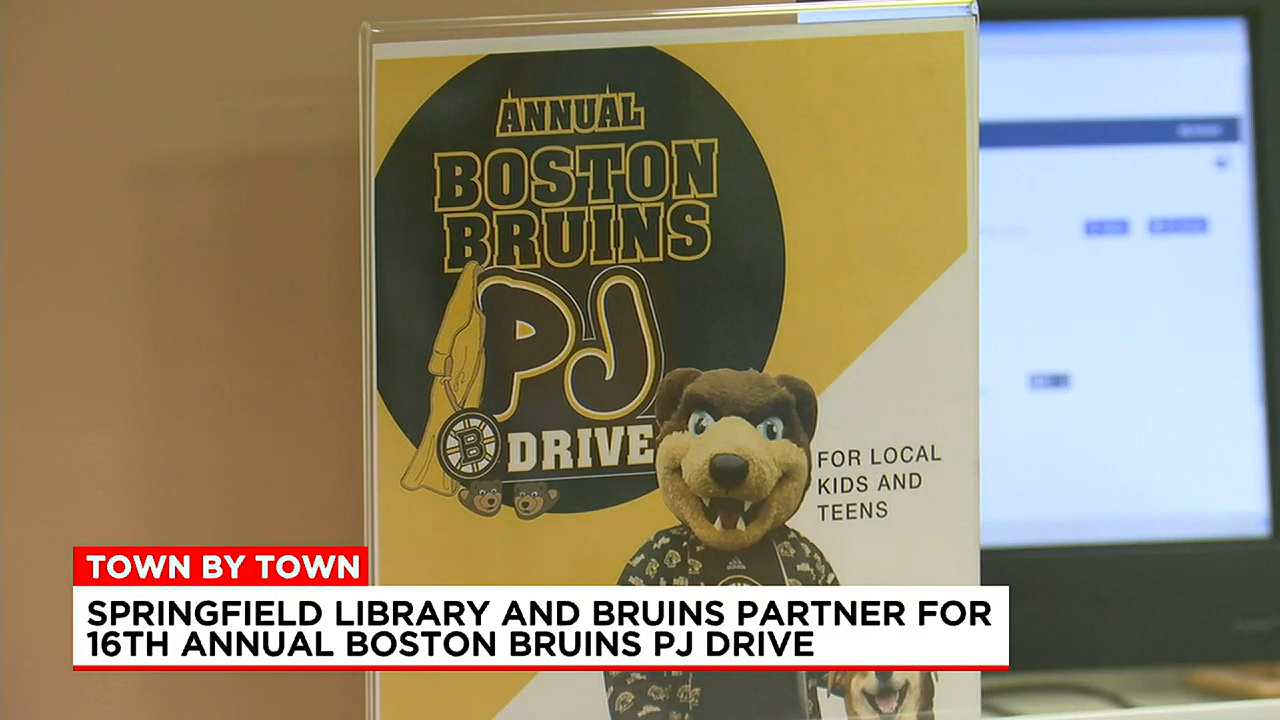 ANNUAL
BOSTON
BRUINS
PJ
B
DRIVE
FOR LOCAL
KIDS AND
TEENS
TOWN BY TOWN
SPRINGFIELD LIBRARY AND BRUINS PARTNER FOR
16TH ANNUAL BOSTON BRUINS PJ DRIVE